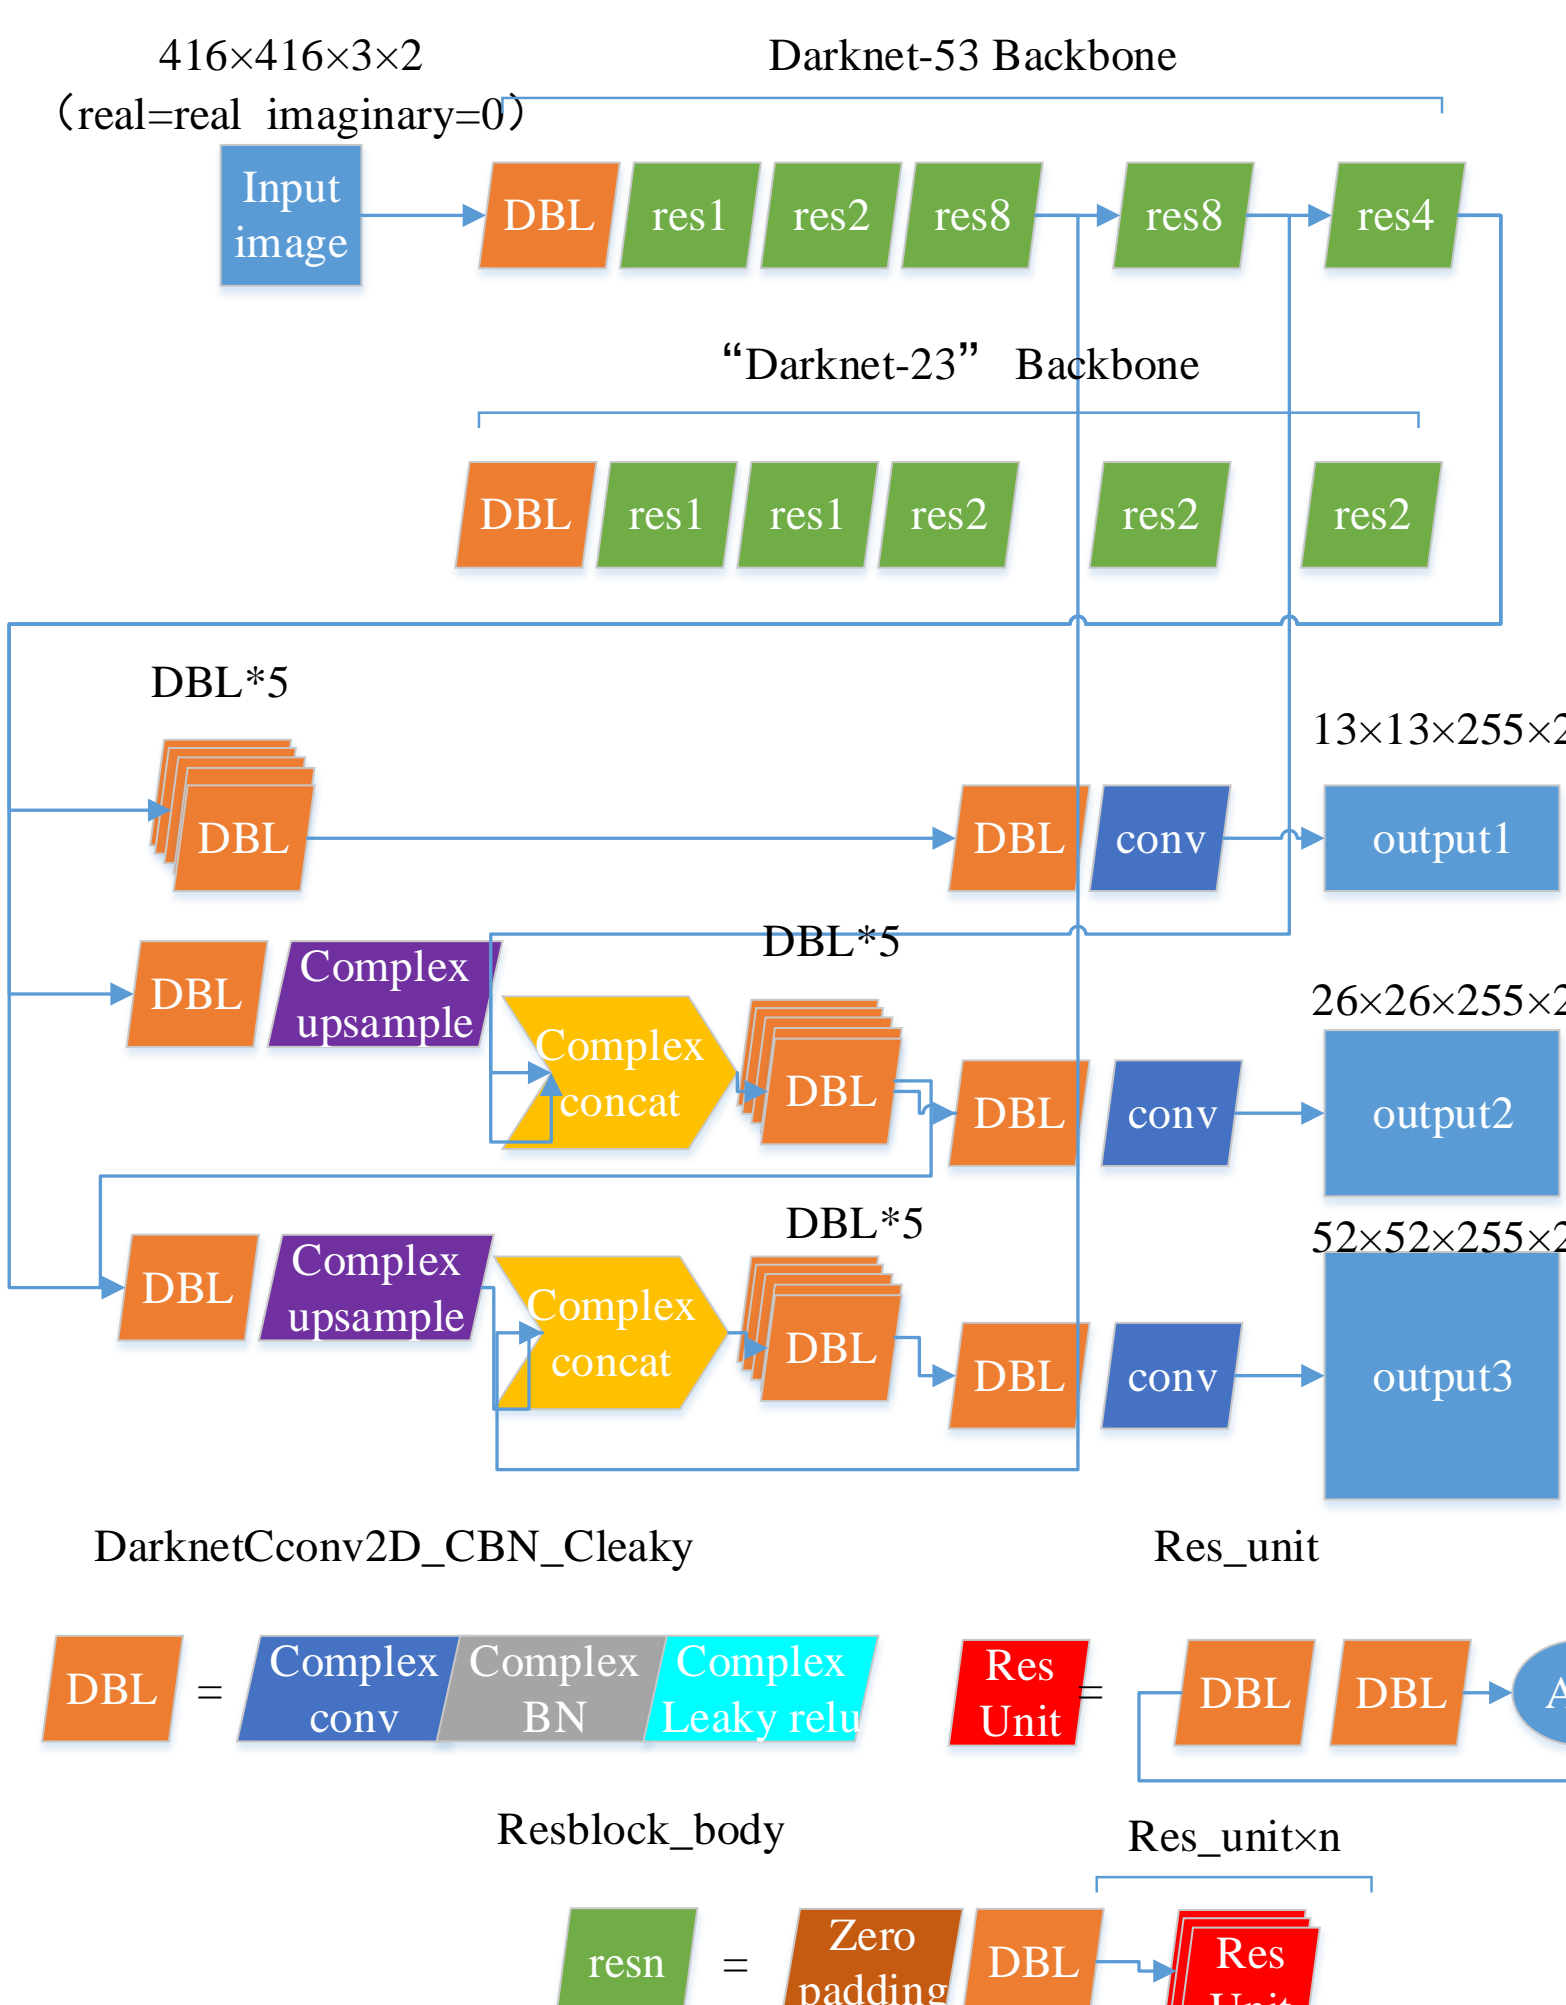 416×416×3×2
（real=real imaginary=0）
Darknet-53 Backbone
Input
image
DBL
res1
res2
res8
res8
res4
“Darknet-23” Backbone
DBL
res1
res1
res2
res2
res2
DBL*5
13×13×255×2
DBL
DBL
conv
output1
DBL*5
DBL
Complex
upsample
Complex
concat
DBL
DBL
conv
26×26×255×2
output2
DBL*5
DBL
Complex
upsample
Complex
concat
DBL
DBL
conv
52×52×255×2
output3
DarknetCconv2D_CBN_Cleaky
Res_unit
DBL
=
Complex
conv
Complex
BN
Complex
Leaky relu
Res
Unit
=
DBL
DBL
Resblock_body
Res_unit×n
resn
=
Zero
padding
DBL
Res
Unit